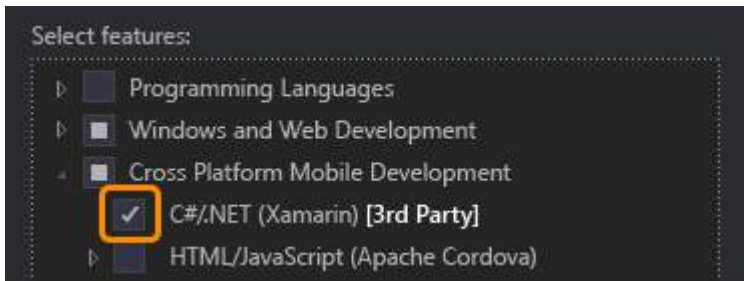 Select features:
Programming Languages
Windows and Web Development
Cross Platform Mobile Development
C#/.NET (Xamarin) [3rd Party]
HTML/JavaScript (Apache Cordova)